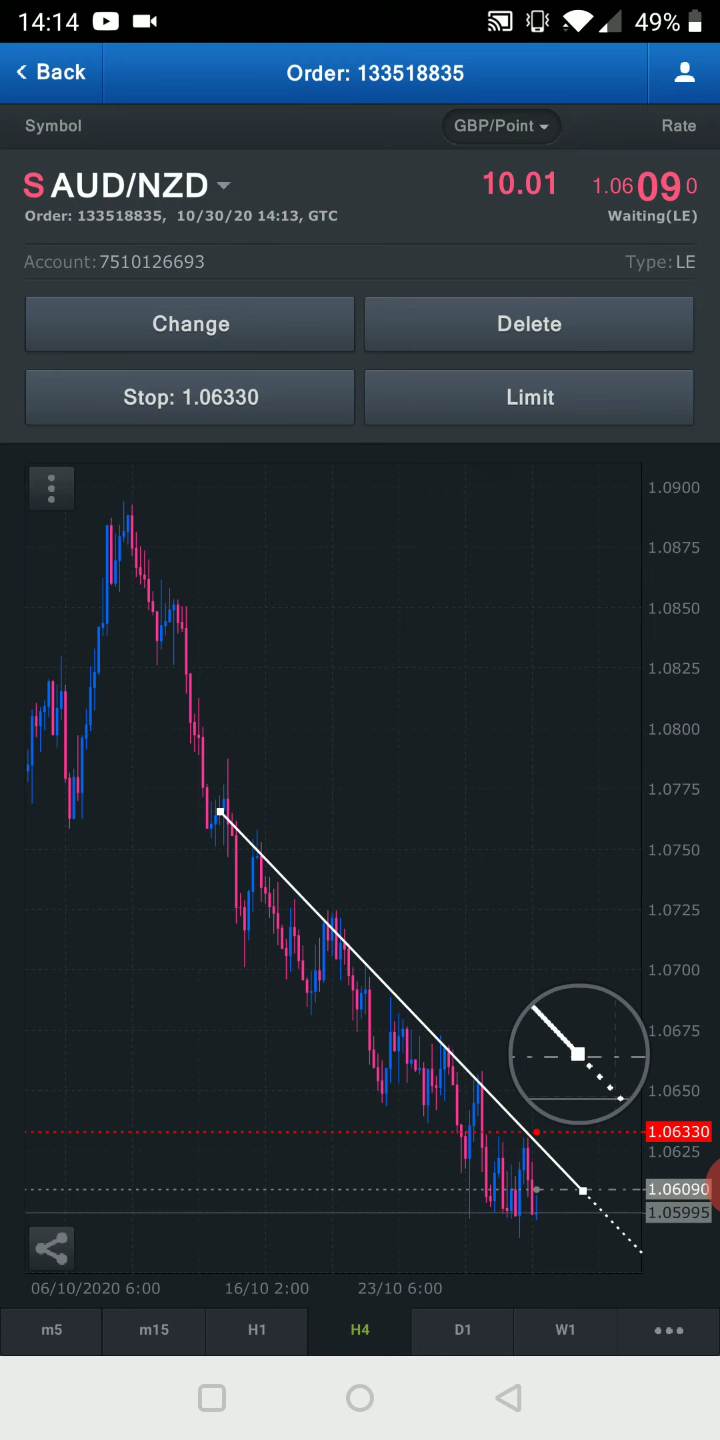 14:14 49%
Back Order: 133518835
Symbol GBP/Point Rate
S AUD/NZD 10.01 1.06090
Order: 133518835, 10/30/20 14:13, GTC Waiting(LE)
Account: 7510126693 Type: LE
Change Delete
Stop: 1.06330 Limit
1.0900
1.0875
1.0850
1.0825
1.0800
1.0775
1.0750
1.0725
1.0700
1.0675
1.0650
1.06330
1.0625
1.06090
1.05995
06/10/2020 6:00 16/10 2:00 23/10 6:00
m5 m15 H1 H4 D1 W1